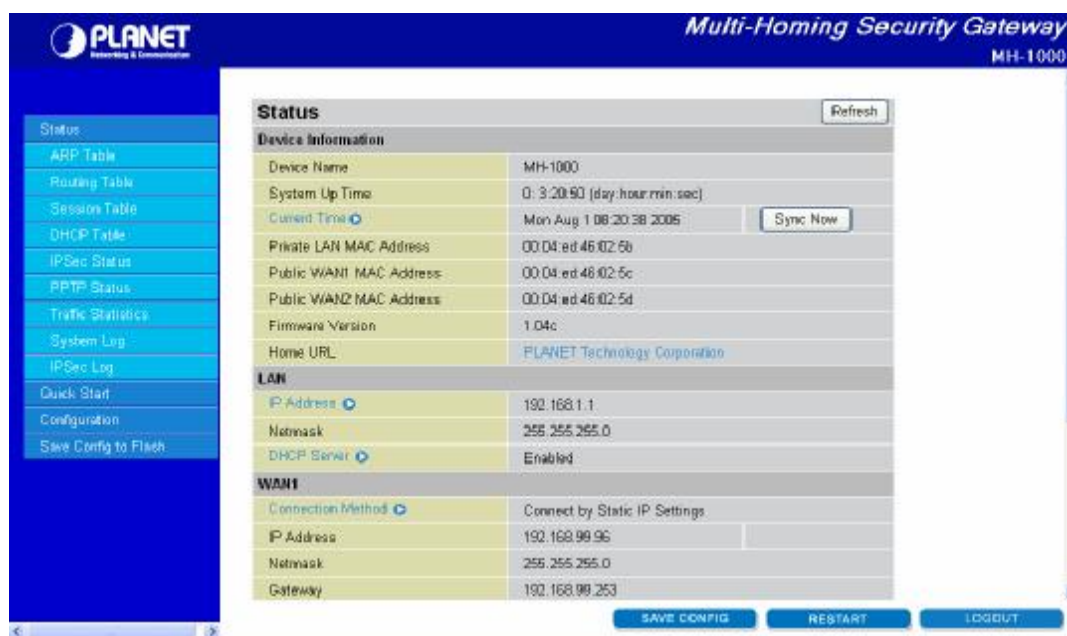 PLANET
Networking & Communication
Multi-Homing Security Gateway
MH-1000
Status
ARP Table
Routing Table
Session Table
DHCP Table
IPSec Status
PPTP Status
Traffic Statistics
System Log
IPSec Log
Quick Start
Configuration
Save Config to Flash
Status Refresh
Device Information
Device Name MH-1000
System Up Time 0: 3:20:50 (day:hour:min:sec)
Current Time Mon Aug 1 08:20:38 2005 Sync Now
Private LAN MAC Address 00:04:ed:46:02:5b
Public WAN1 MAC Address 00:04:ed:46:02:5c
Public WAN2 MAC Address 00:04:ed:46:02:5d
Firmware Version 1.04c
Home URL PLANET Technology Corporation
LAN
IP Address 192.168.1.1
Netmask 255.255.255.0
DHCP Server Enabled
WAN1
Connection Method Connect by Static IP Settings
IP Address 192.168.99.96
Netmask 255.255.255.0
Gateway 192.168.99.253
SAVE CONFIG RESTART LOGOUT